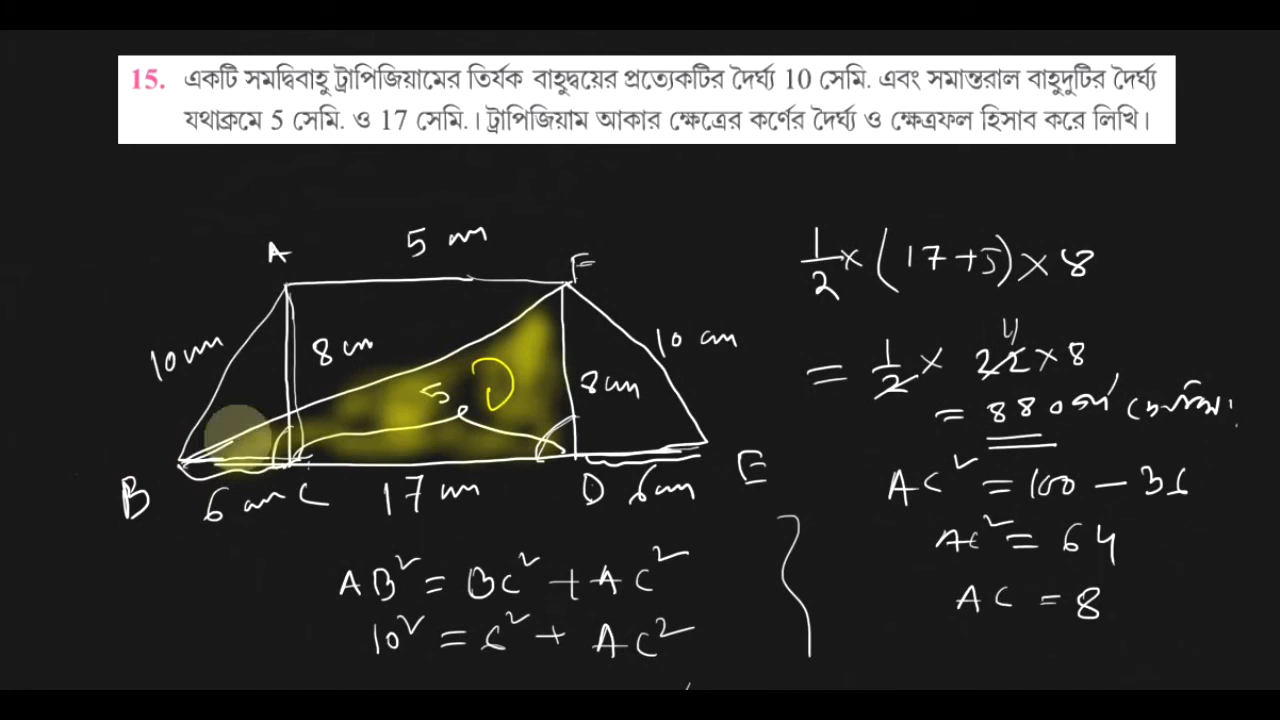 15. একটি সমদ্বিবাহু ট্রাপিজিয়ামের তির্যক বাহুদ্বয়ের প্রত্যেকটির দৈর্ঘ্য 10 সেমি. এবং সমান্তরাল বাহুদুটির দৈর্ঘ্য
যথাক্রমে 5 সেমি. ও 17 সেমি.। ট্রাপিজিয়াম আকার ক্ষেত্রের কর্ণের দৈর্ঘ্য ও ক্ষেত্রফল হিসাব করে লিখি।
5 cm
A F
10 cm 8 cm 10 cm
5 8 cm
B 6 cm C 17 cm D 6 cm E
1/2 × (17+5) × 8
= 1/2 × 22 × 8
= 88
AC² = 100 − 36
AC² = 64
AC = 8
AB² = BC² + AC²
10² = 6² + AC²